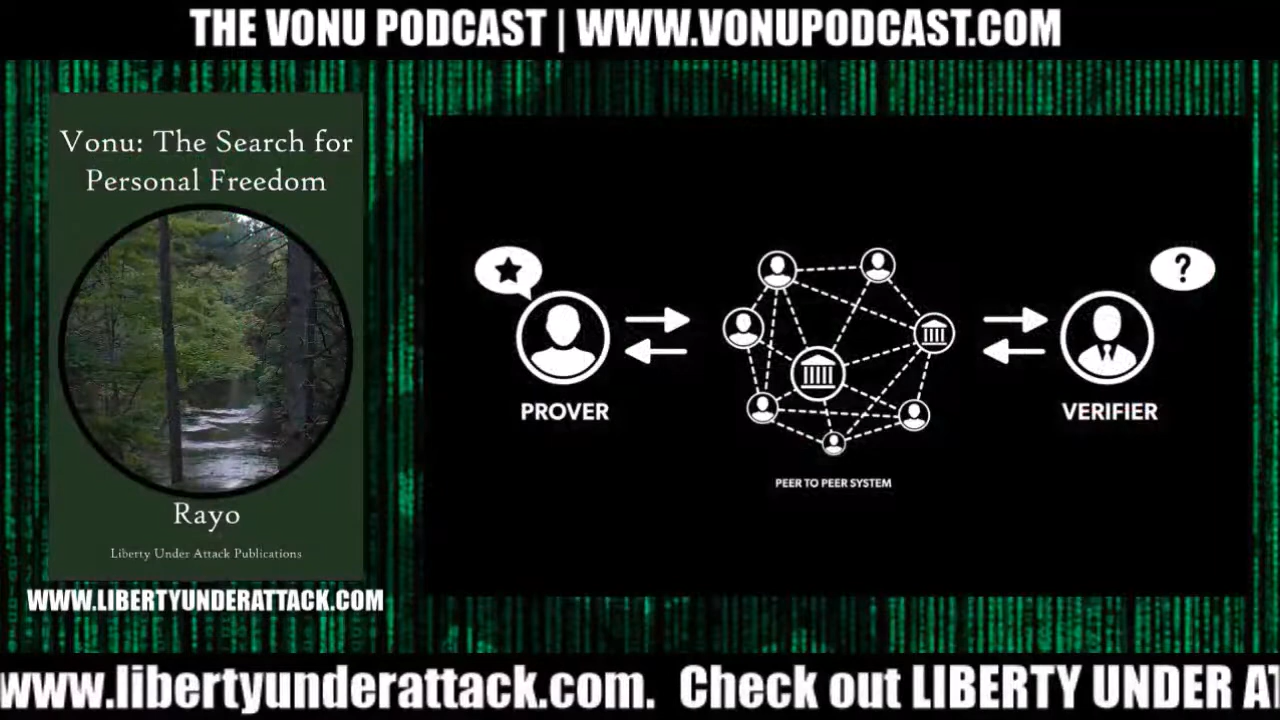 THE VONU PODCAST | WWW.VONUPODCAST.COM
Vonu: The Search for
Personal Freedom
Rayo
Liberty Under Attack Publications
WWW.LIBERTYUNDERATTACK.COM
?
PROVER
VERIFIER
PEER TO PEER SYSTEM
www.libertyunderattack.com. Check out LIBERTY UNDER AT